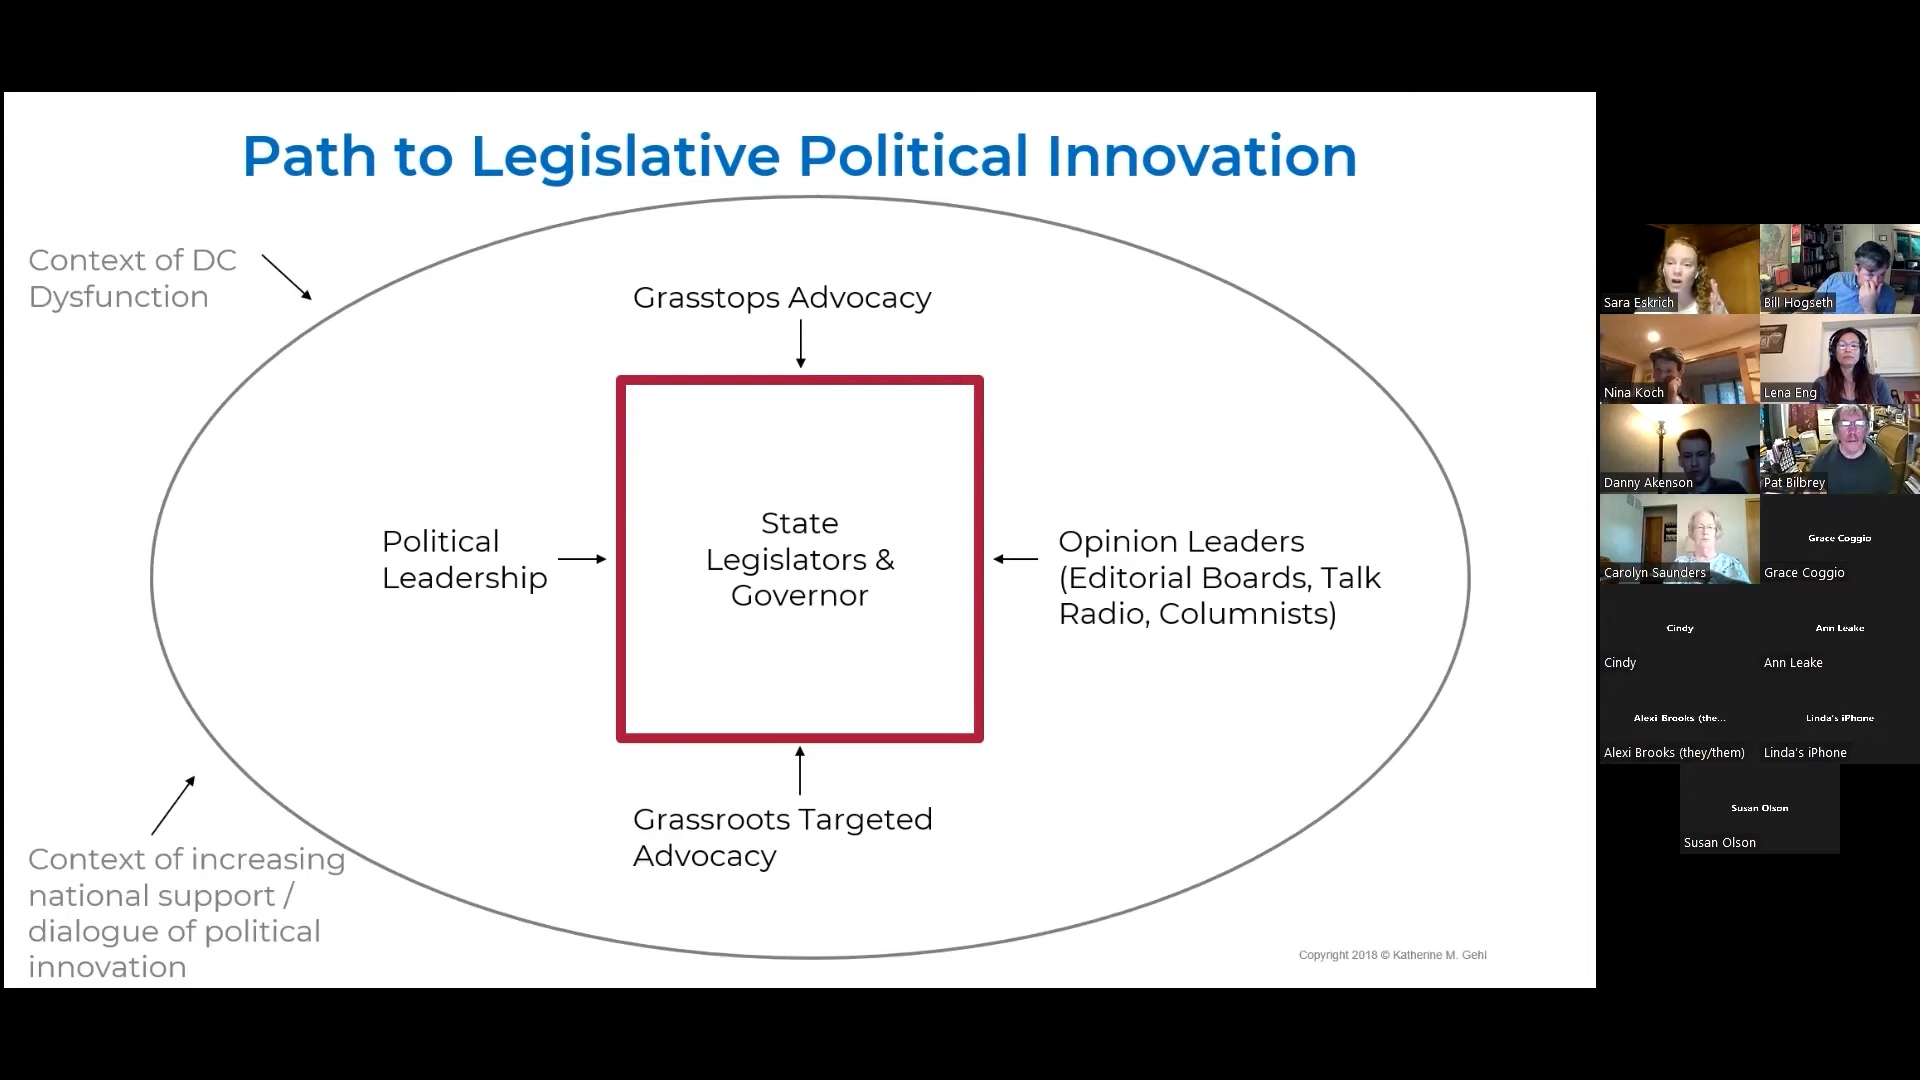 Path to Legislative Political Innovation
Context of DC
Dysfunction
Grasstops Advocacy
Political
Leadership
State
Legislators &
Governor
Opinion Leaders
(Editorial Boards, Talk
Radio, Columnists)
Grassroots Targeted
Advocacy
Context of increasing
national support /
dialogue of political
innovation
Copyright 2018 © Katherine M. Gehl
Sara Eskrich
Bill Hogseth
Nina Koch
Lena Eng
Danny Akenson
Pat Bilbrey
Carolyn Saunders
Grace Coggio
Grace Coggio
Cindy
Cindy
Ann Leake
Ann Leake
Alexi Brooks (the...
Alexi Brooks (they/them)
Linda's iPhone
Linda's iPhone
Susan Olson
Susan Olson